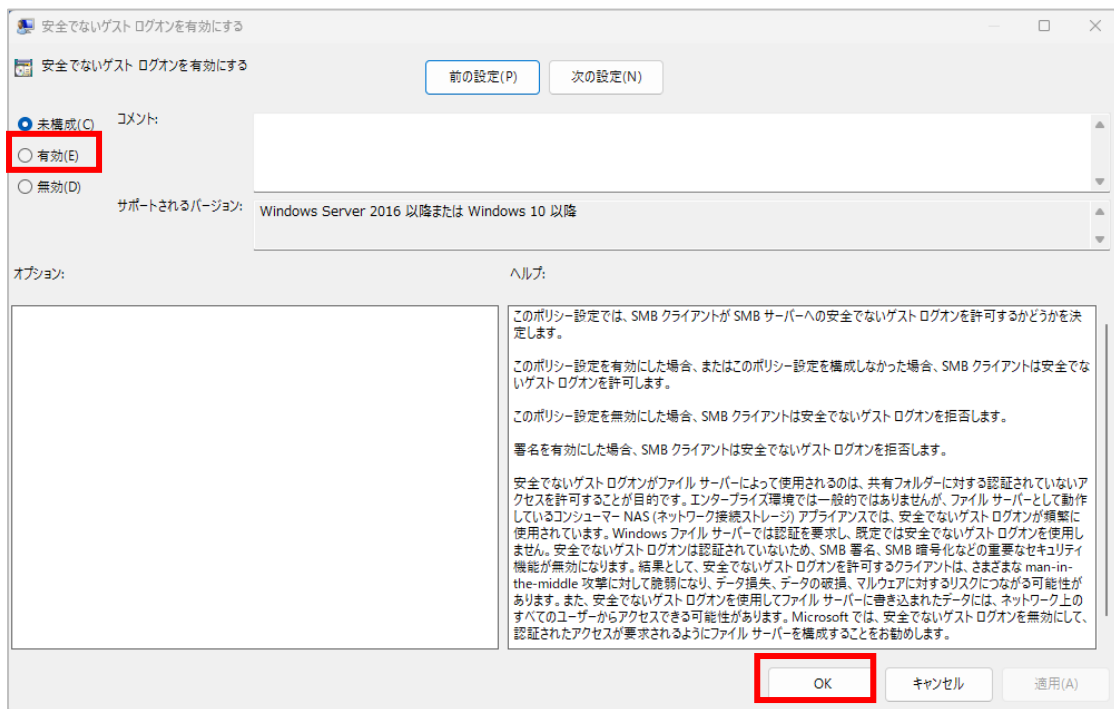 安全でないゲスト ログオンを有効にする
安全でないゲスト ログオンを有効にする
前の設定(P)
次の設定(N)
未構成(C)
コメント:
有効(E)
無効(D)
サポートされるバージョン:
Windows Server 2016 以降または Windows 10 以降
オプション:
ヘルプ:
このポリシー設定では、SMB クライアントが SMB サーバーへの安全でないゲスト ログオンを許可するかどうかを決
定します。
このポリシー設定を有効にした場合、またはこのポリシー設定を構成しなかった場合、SMB クライアントは安全でな
いゲスト ログオンを許可します。
このポリシー設定を無効にした場合、SMB クライアントは安全でないゲスト ログオンを拒否します。
署名を有効にした場合、SMB クライアントは安全でないゲスト ログオンを拒否します。
安全でないゲスト ログオンがファイル サーバーによって使用されるのは、共有フォルダーに対する認証されていないア
クセスを許可することが目的です。エンタープライズ環境では一般的ではありませんが、ファイル サーバーとして動作
しているコンシューマー NAS (ネットワーク接続ストレージ) アプライアンスでは、安全でないゲスト ログオンが頻繁に
使用されています。Windows ファイル サーバーでは認証を要求し、既定では安全でないゲスト ログオンを使用し
ません。安全でないゲスト ログオンは認証されていないため、SMB 署名、SMB 暗号化などの重要なセキュリティ
機能が無効になります。結果として、安全でないゲスト ログオンを許可するクライアントは、さまざまな man-in-
the-middle 攻撃に対して脆弱になり、データ損失、データの破損、マルウェアに対するリスクにつながる可能性が
あります。また、安全でないゲスト ログオンを使用してファイル サーバーに書き込まれたデータには、ネットワーク上の
すべてのユーザーからアクセスできる可能性があります。Microsoft では、安全でないゲスト ログオンを無効にして、
認証されたアクセスが要求されるようにファイル サーバーを構成することをお勧めします。
OK
キャンセル
適用(A)